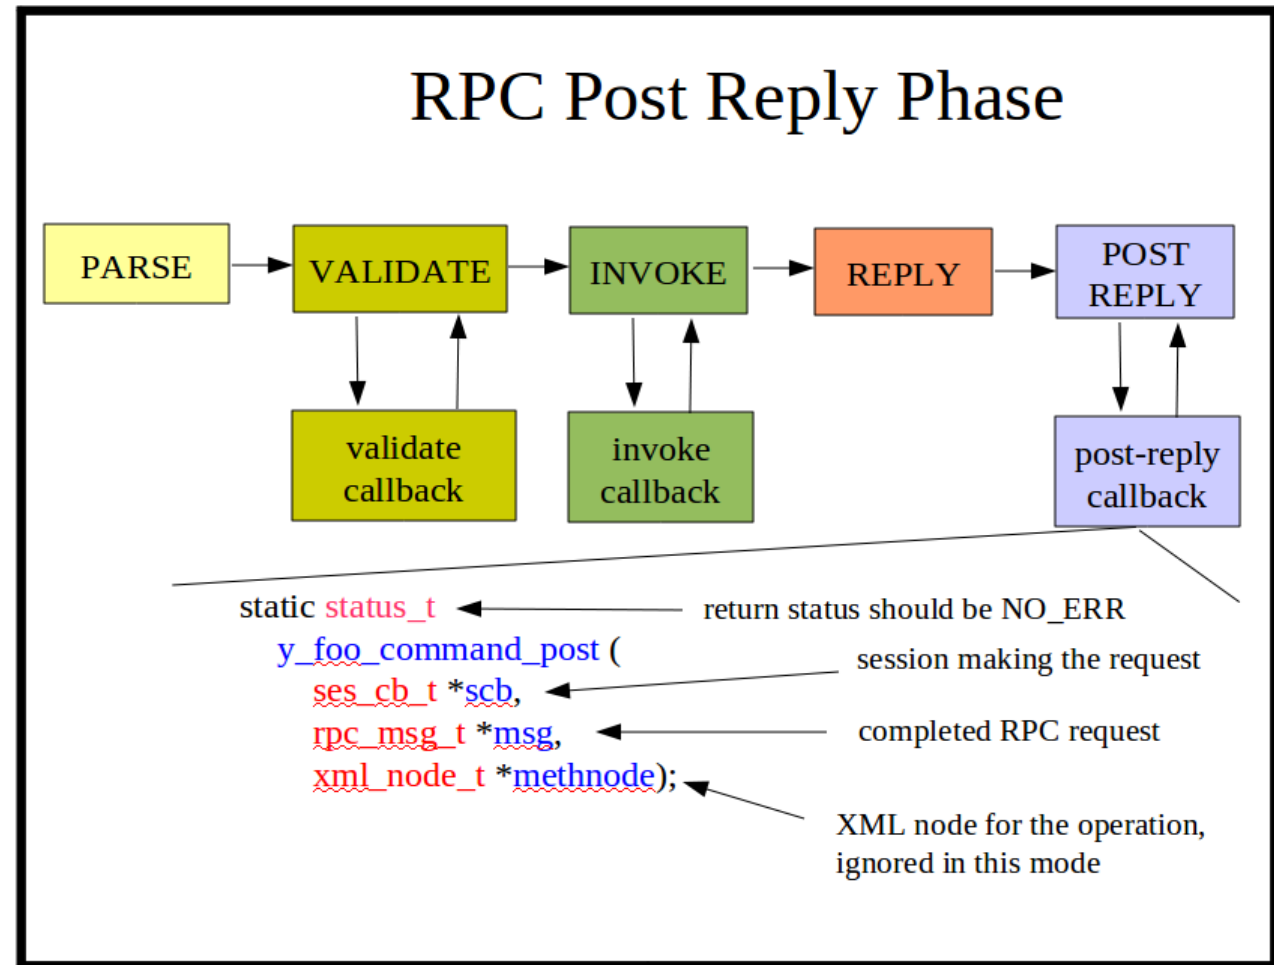 RPC Post Reply Phase
PARSE
VALIDATE
INVOKE
REPLY
POST
REPLY
validate
callback
invoke
callback
post-reply
callback
static status_t
return status should be NO_ERR
y_foo_command_post (
session making the request
ses_cb_t *scb,
rpc_msg_t *msg,
completed RPC request
xml_node_t *methnode);
XML node for the operation,
ignored in this mode